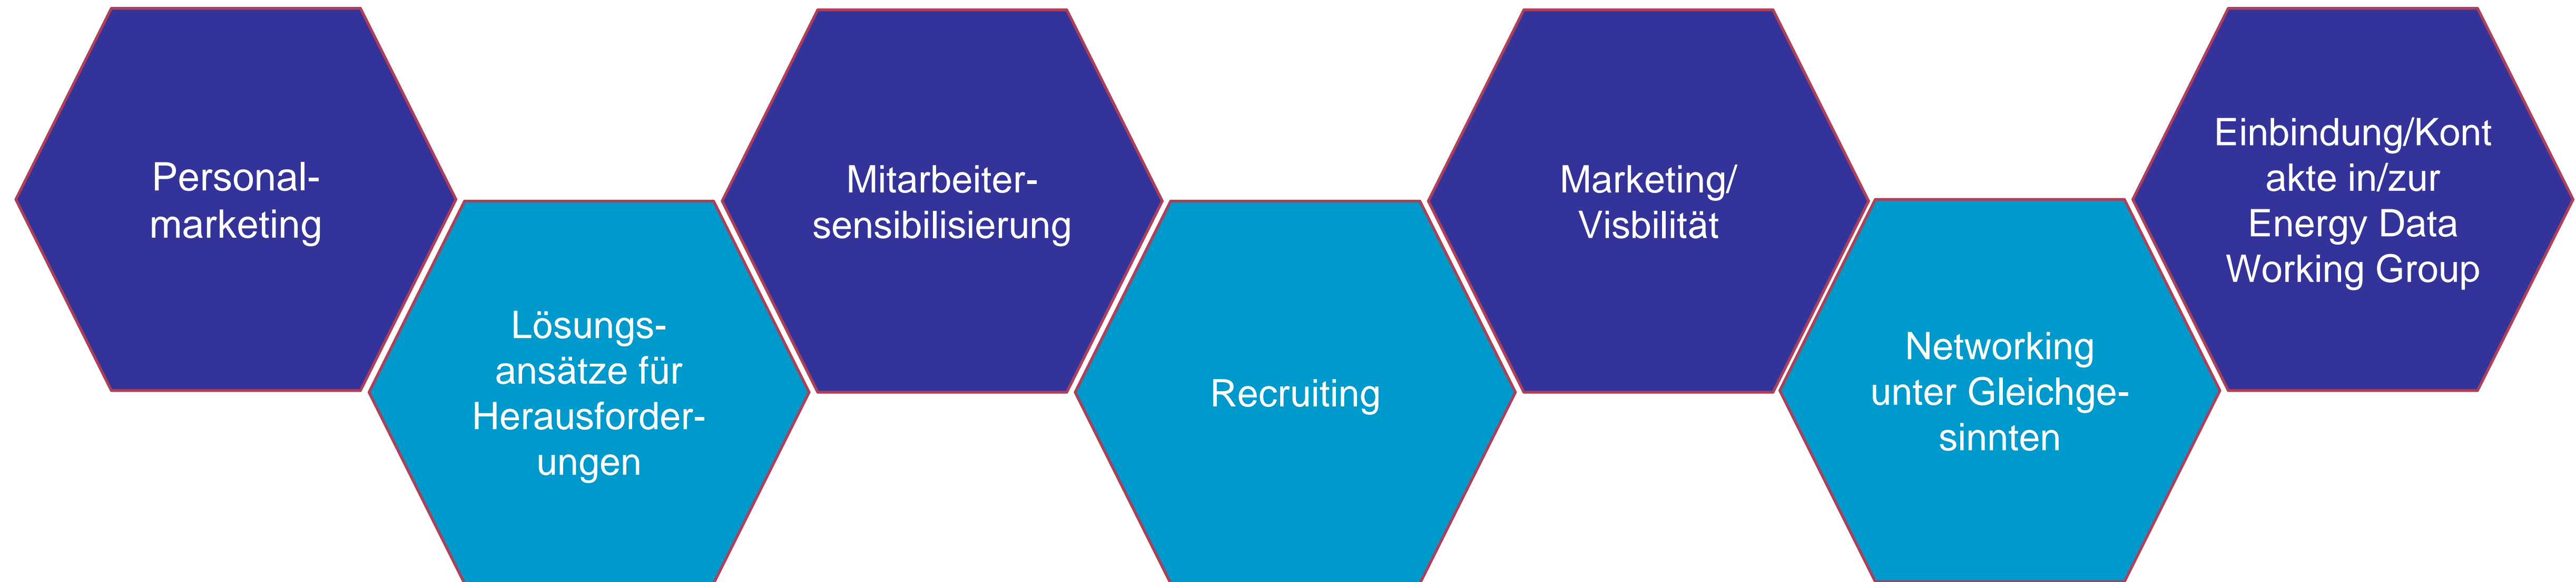 Personal-
marketing
Lösungs-
ansätze für
Herausforder-
ungen
Mitarbeiter-
sensibilisierung
Recruiting
Marketing/
Visbilität
Networking
unter Gleichge-
sinnten
Einbindung/Kont
akte in/zur
Energy Data
Working Group